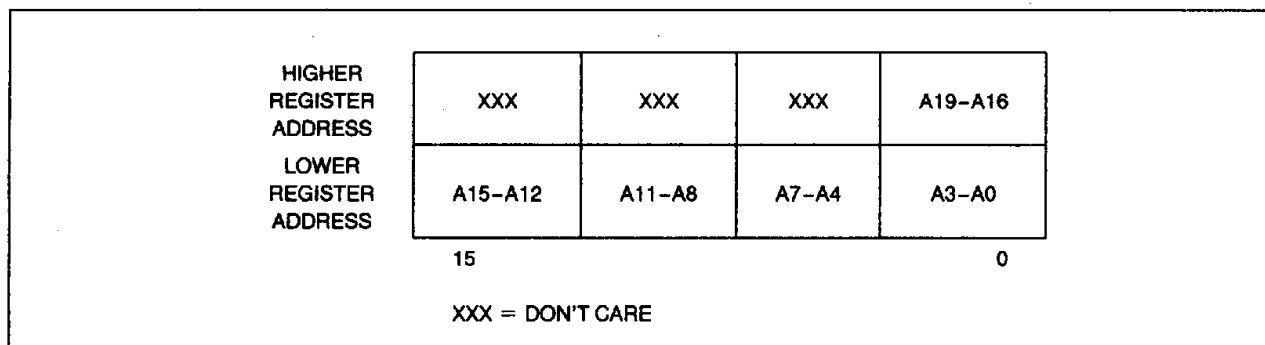 HIGHER
REGISTER
ADDRESS
XXX XXX XXX A19-A16
LOWER
REGISTER
ADDRESS
A15-A12 A11-A8 A7-A4 A3-A0
15 0
XXX = DON'T CARE